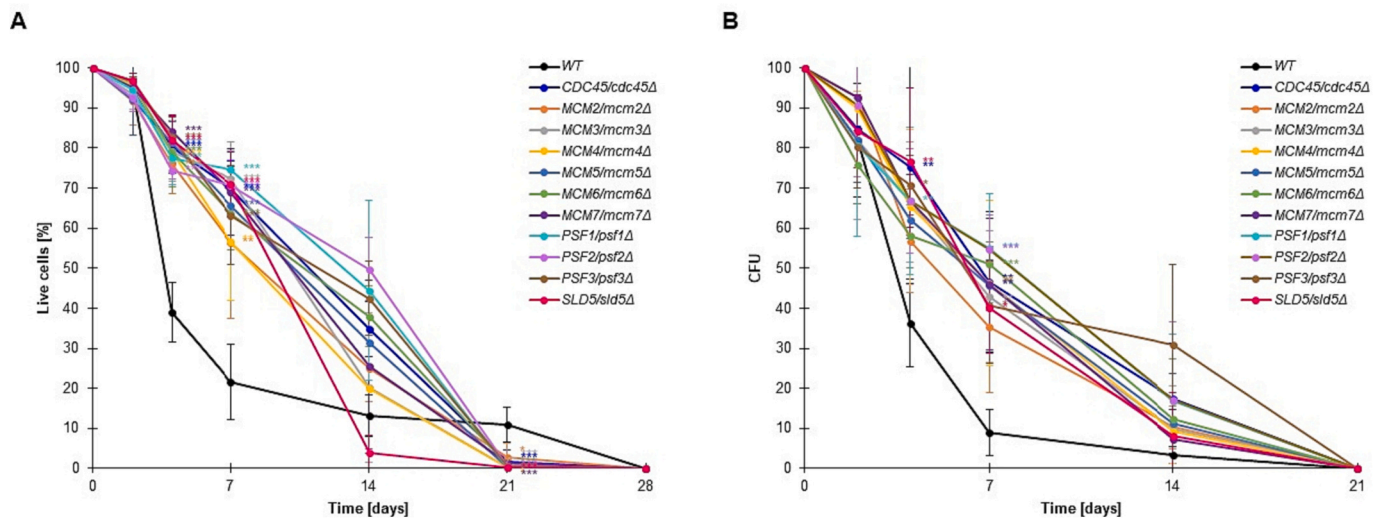 A
Live cells [%]
100
90
80
70
60
50
40
30
20
10
0
0 7 14 21 28
Time [days]
***
***
***
***
***
***
***
***
***
**
*
***
***
WT
CDC45/cdc45Δ
MCM2/mcm2Δ
MCM3/mcm3Δ
MCM4/mcm4Δ
MCM5/mcm5Δ
MCM6/mcm6Δ
MCM7/mcm7Δ
PSF1/psf1Δ
PSF2/psf2Δ
PSF3/psf3Δ
SLD5/sld5Δ
B
CFU
100
90
80
70
60
50
40
30
20
10
0
0 7 14 21
Time [days]
**
**
*
***
***
**
**
*
WT
CDC45/cdc45Δ
MCM2/mcm2Δ
MCM3/mcm3Δ
MCM4/mcm4Δ
MCM5/mcm5Δ
MCM6/mcm6Δ
MCM7/mcm7Δ
PSF1/psf1Δ
PSF2/psf2Δ
PSF3/psf3Δ
SLD5/sld5Δ